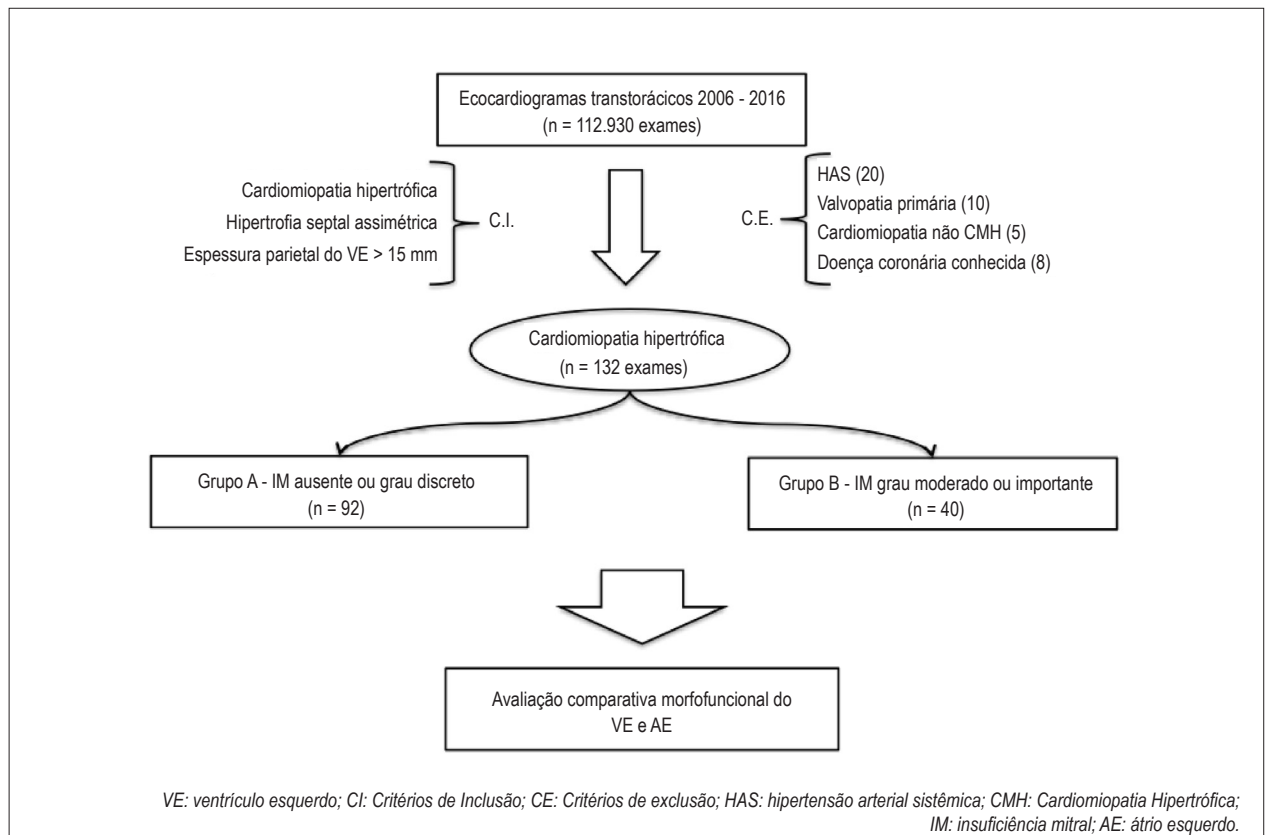 Ecocardiogramas transtorácicos 2006 - 2016
(n = 112.930 exames)
Cardiomiopatia hipertrófica
Hipertrofia septal assimétrica
Espessura parietal do VE > 15 mm
C.I.
C.E.
HAS (20)
Valvopatia primária (10)
Cardiomiopatia não CMH (5)
Doença coronária conhecida (8)
Cardiomiopatia hipertrófica
(n = 132 exames)
Grupo A - IM ausente ou grau discreto
(n = 92)
Grupo B - IM grau moderado ou importante
(n = 40)
Avaliação comparativa morfofuncional do
VE e AE
VE: ventrículo esquerdo; CI: Critérios de Inclusão; CE: Critérios de exclusão; HAS: hipertensão arterial sistêmica; CMH: Cardiomiopatia Hipertrófica;
IM: insuficiência mitral; AE: átrio esquerdo.